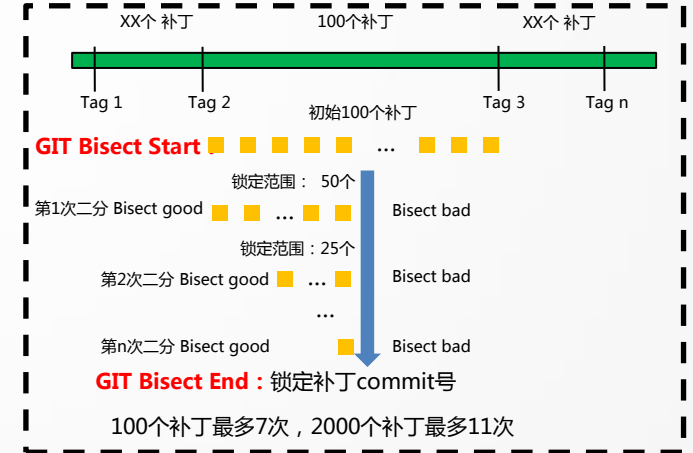 XX个 补丁 100个补丁 XX个 补丁
Tag 1 Tag 2 Tag 3 Tag n
初始100个补丁
GIT Bisect Start： ...
锁定范围： 50个
第1次二分 Bisect good ... Bisect bad
锁定范围：25个
第2次二分 Bisect good ... Bisect bad
...
第n次二分 Bisect good Bisect bad
GIT Bisect End：锁定补丁commit号
100个补丁最多7次，2000个补丁最多11次